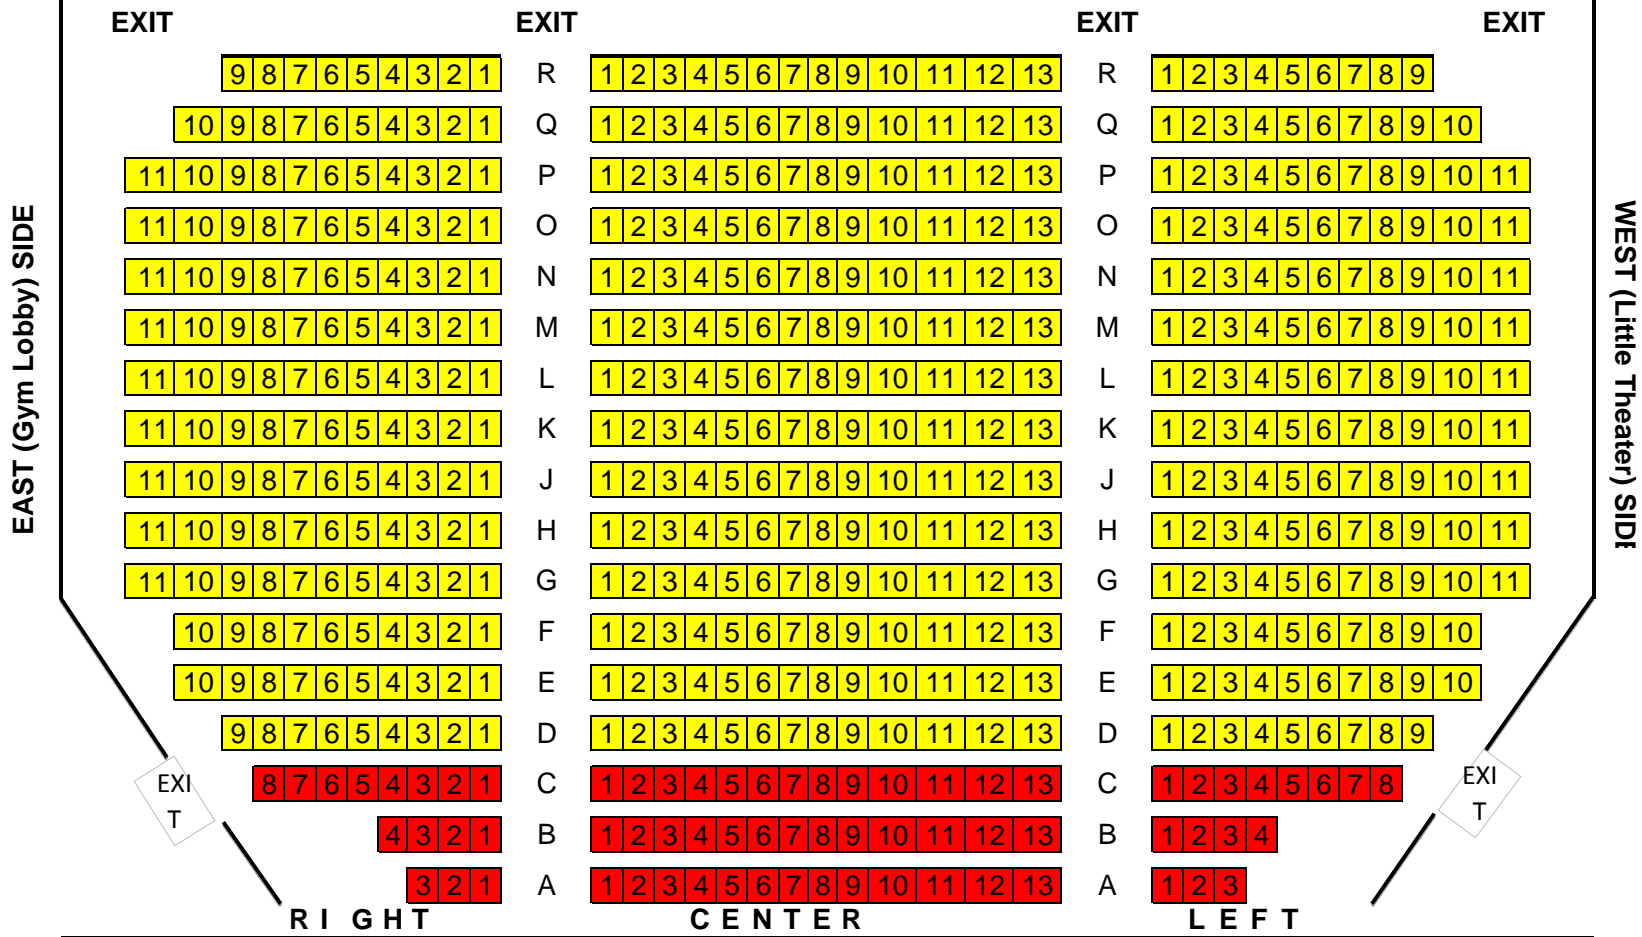 EXIT EXIT EXIT EXIT
9 8 7 6 5 4 3 2 1 R 1 2 3 4 5 6 7 8 9 10 11 12 13 R 1 2 3 4 5 6 7 8 9
10 9 8 7 6 5 4 3 2 1 Q 1 2 3 4 5 6 7 8 9 10 11 12 13 Q 1 2 3 4 5 6 7 8 9 10
11 10 9 8 7 6 5 4 3 2 1 P 1 2 3 4 5 6 7 8 9 10 11 12 13 P 1 2 3 4 5 6 7 8 9 10 11
11 10 9 8 7 6 5 4 3 2 1 O 1 2 3 4 5 6 7 8 9 10 11 12 13 O 1 2 3 4 5 6 7 8 9 10 11
11 10 9 8 7 6 5 4 3 2 1 N 1 2 3 4 5 6 7 8 9 10 11 12 13 N 1 2 3 4 5 6 7 8 9 10 11
11 10 9 8 7 6 5 4 3 2 1 M 1 2 3 4 5 6 7 8 9 10 11 12 13 M 1 2 3 4 5 6 7 8 9 10 11
11 10 9 8 7 6 5 4 3 2 1 L 1 2 3 4 5 6 7 8 9 10 11 12 13 L 1 2 3 4 5 6 7 8 9 10 11
11 10 9 8 7 6 5 4 3 2 1 K 1 2 3 4 5 6 7 8 9 10 11 12 13 K 1 2 3 4 5 6 7 8 9 10 11
11 10 9 8 7 6 5 4 3 2 1 J 1 2 3 4 5 6 7 8 9 10 11 12 13 J 1 2 3 4 5 6 7 8 9 10 11
11 10 9 8 7 6 5 4 3 2 1 H 1 2 3 4 5 6 7 8 9 10 11 12 13 H 1 2 3 4 5 6 7 8 9 10 11
11 10 9 8 7 6 5 4 3 2 1 G 1 2 3 4 5 6 7 8 9 10 11 12 13 G 1 2 3 4 5 6 7 8 9 10 11
10 9 8 7 6 5 4 3 2 1 F 1 2 3 4 5 6 7 8 9 10 11 12 13 F 1 2 3 4 5 6 7 8 9 10
10 9 8 7 6 5 4 3 2 1 E 1 2 3 4 5 6 7 8 9 10 11 12 13 E 1 2 3 4 5 6 7 8 9 10
9 8 7 6 5 4 3 2 1 D 1 2 3 4 5 6 7 8 9 10 11 12 13 D 1 2 3 4 5 6 7 8 9
8 7 6 5 4 3 2 1 C 1 2 3 4 5 6 7 8 9 10 11 12 13 C 1 2 3 4 5 6 7 8
4 3 2 1 B 1 2 3 4 5 6 7 8 9 10 11 12 13 B 1 2 3 4
3 2 1 A 1 2 3 4 5 6 7 8 9 10 11 12 13 A 1 2 3
RIGHT CENTER LEFT
EAST (Gym Lobby) SIDE
WEST (Little Theater) SIDE
EXI
T
EXI
T